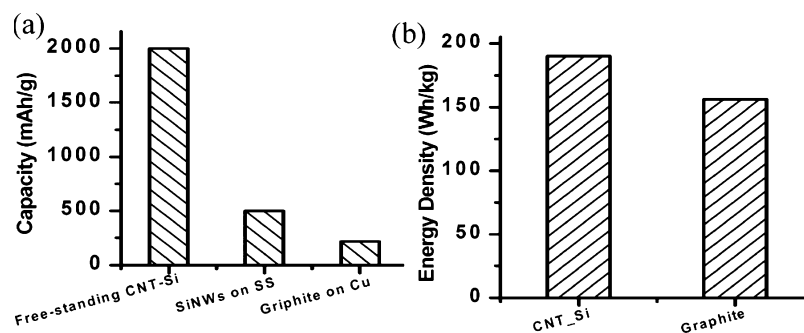 (a)
Capacity (mAh/g)
2000
1500
1000
500
0
Free-standing CNT-Si
SiNWs on SS
Griphite on Cu
(b)
Energy Density (Wh/kg)
200
150
100
50
0
CNT_Si
Graphite